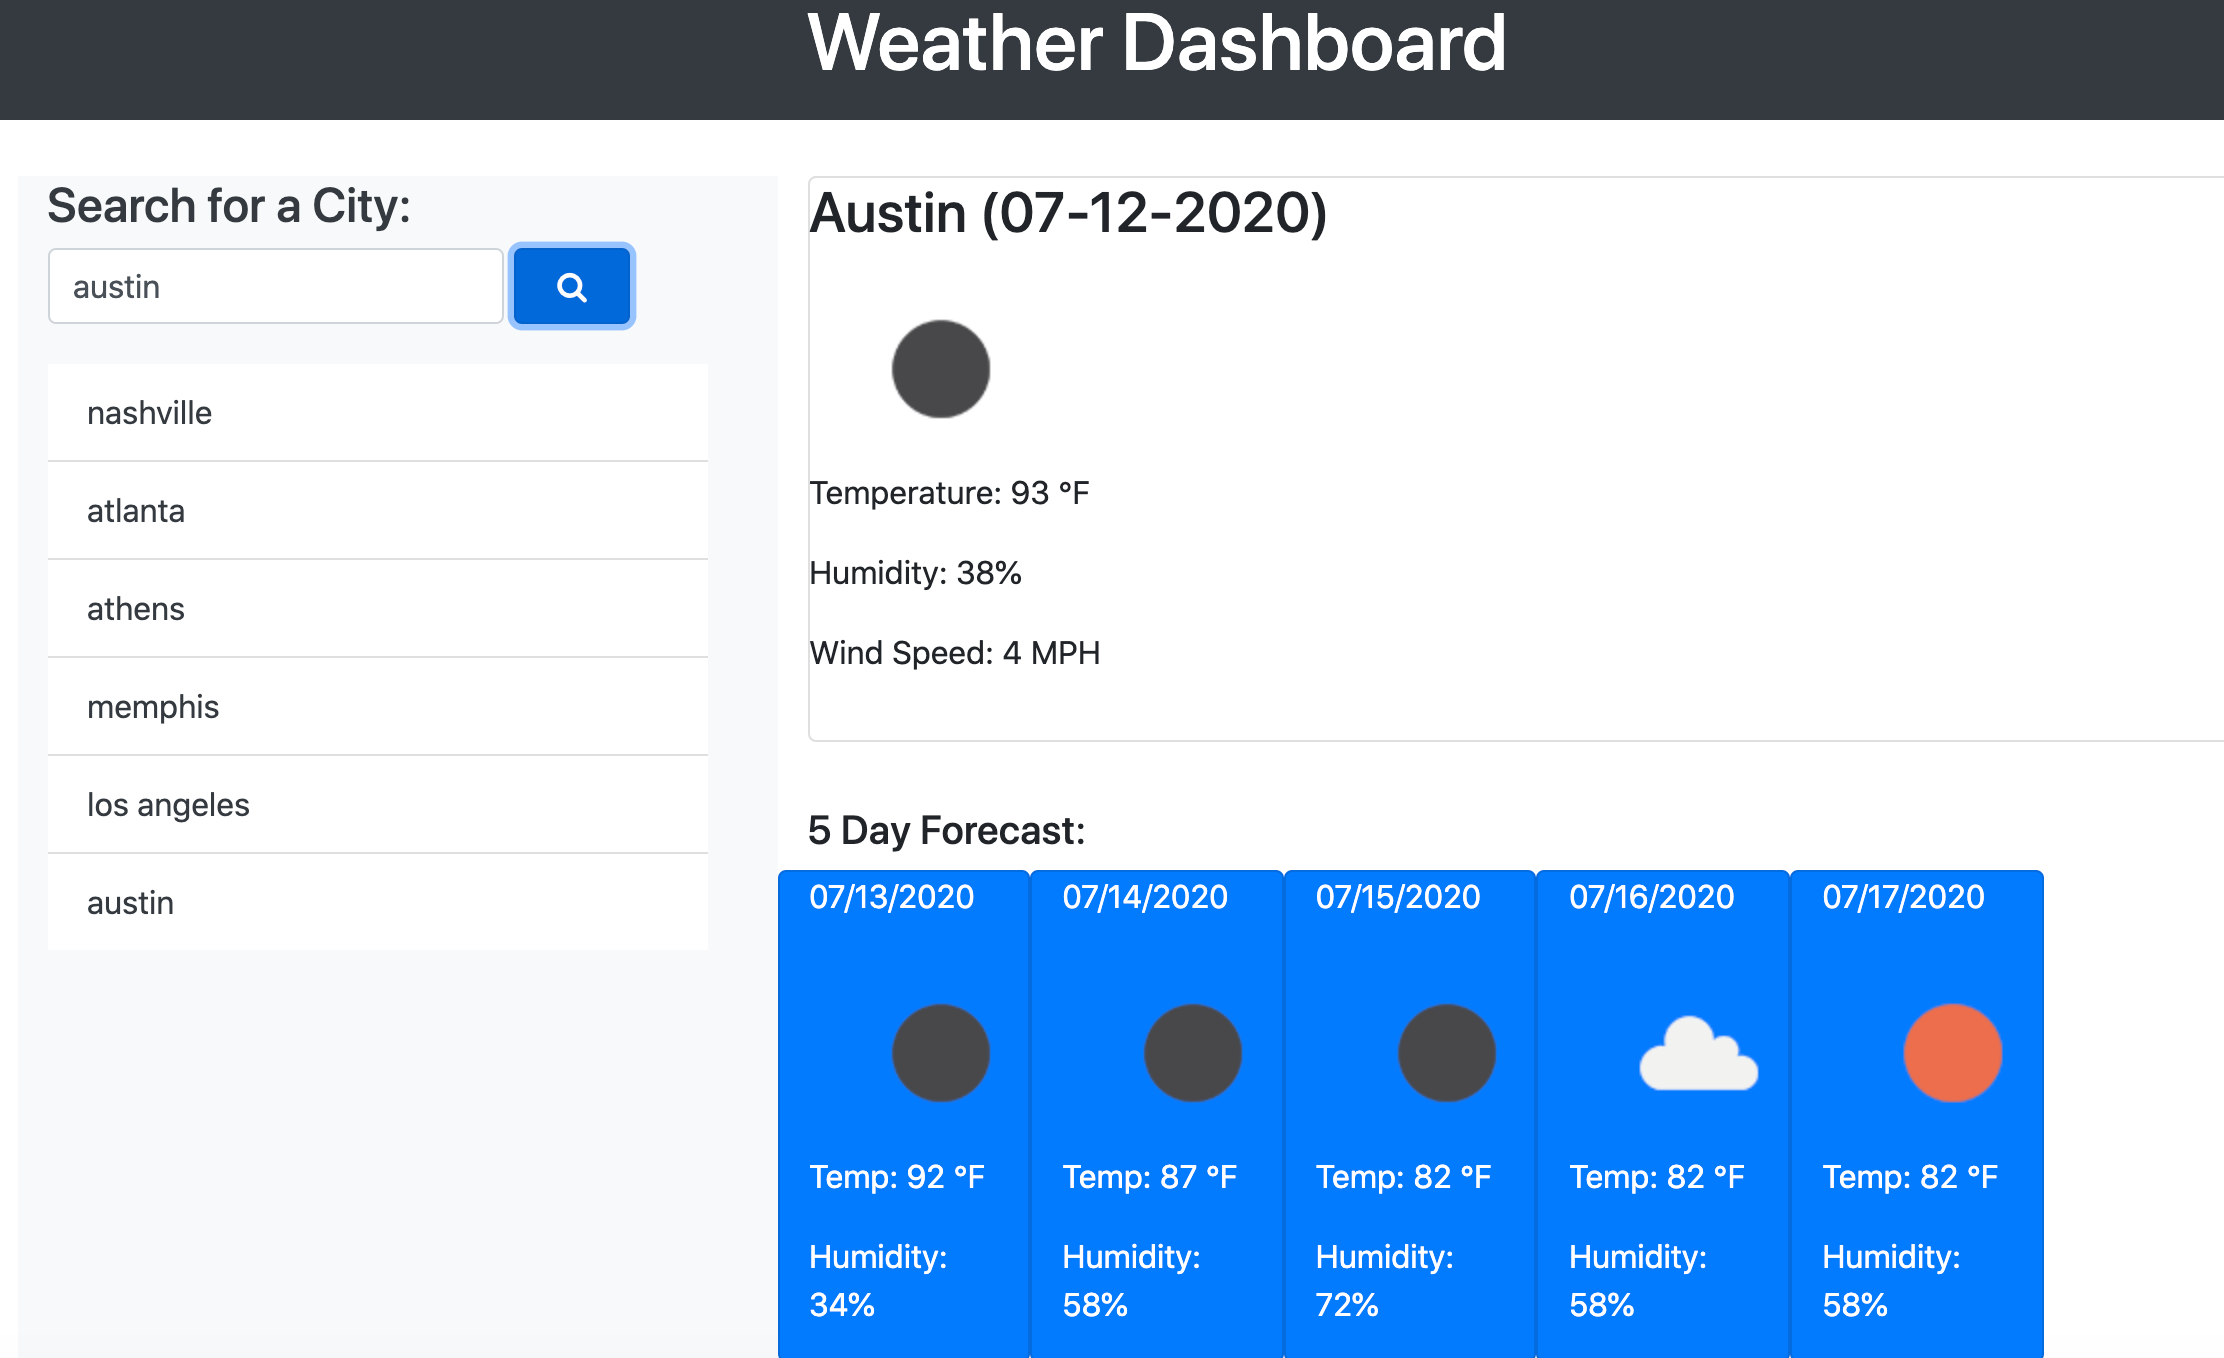 Weather Dashboard
Search for a City:
austin
nashville
atlanta
athens
memphis
los angeles
austin
Austin (07-12-2020)
Temperature: 93 °F
Humidity: 38%
Wind Speed: 4 MPH
5 Day Forecast:
07/13/2020
Temp: 92 °F
Humidity:
34%
07/14/2020
Temp: 87 °F
Humidity:
58%
07/15/2020
Temp: 82 °F
Humidity:
72%
07/16/2020
Temp: 82 °F
Humidity:
58%
07/17/2020
Temp: 82 °F
Humidity:
58%